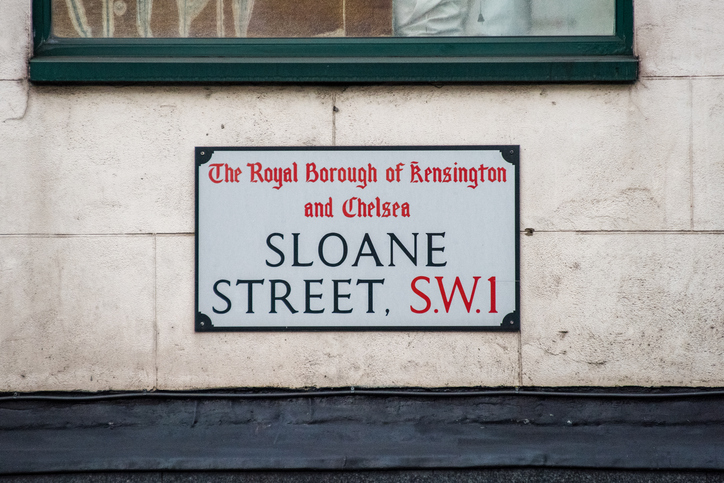 The Royal Borough of Kensington
and Chelsea
SLOANE
STREET, S.W.1